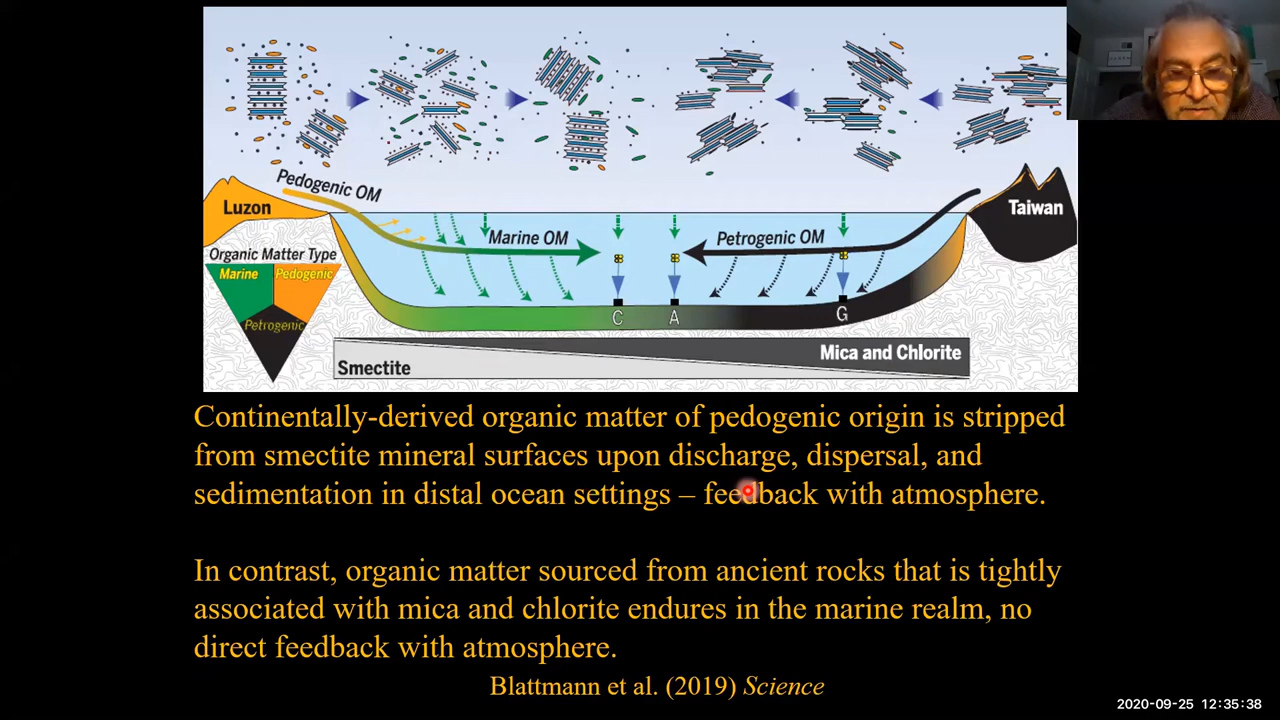 Pedogenic OM
Luzon
Taiwan
Marine OM
Petrogenic OM
Organic Matter Type
Marine
Pedogenic
Petrogenic
C
A
G
Mica and Chlorite
Smectite
Continentally-derived organic matter of pedogenic origin is stripped
from smectite mineral surfaces upon discharge, dispersal, and
sedimentation in distal ocean settings – feedback with atmosphere.
In contrast, organic matter sourced from ancient rocks that is tightly
associated with mica and chlorite endures in the marine realm, no
direct feedback with atmosphere.
Blattmann et al. (2019) Science
2020-09-25 12:35:38